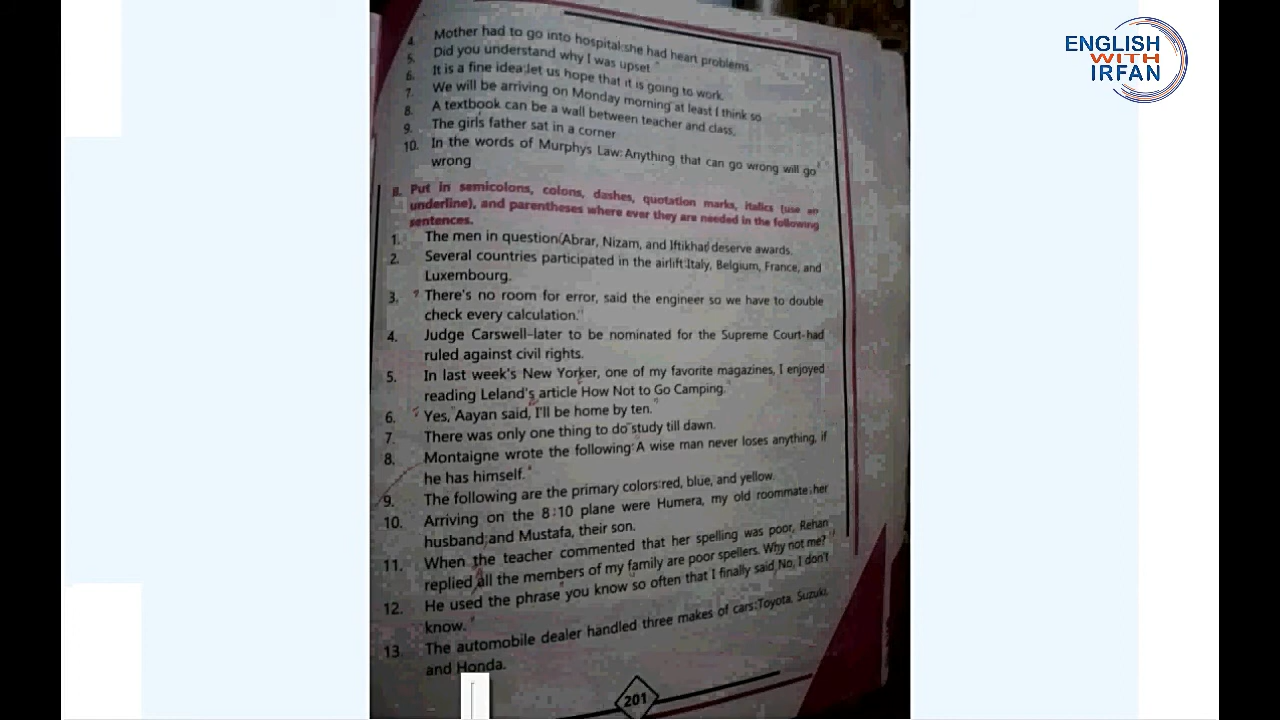 ENGLISH
WITH
IRFAN
4. Mother had to go into hospital:she had heart problems.
5. Did you understand why I was upset
6. It is a fine idea:let us hope that it is going to work.
7. We will be arriving on Monday morning at least I think so
8. A textbook can be a wall between teacher and class.
9. The girl's father sat in a corner
10. In the words of Murphys Law:Anything that can go wrong will go
wrong
Put in semicolons, colons, dashes, quotation marks, italics (use an
underline), and parentheses where ever they are needed in the following
sentences.
1. The men in question(Abrar, Nizam, and Iftikhar) deserve awards.
2. Several countries participated in the airlift:Italy, Belgium, France, and
Luxembourg.
3. "There's no room for error, said the engineer so we have to double
check every calculation."
4. Judge Carswell-later to be nominated for the Supreme Court-had
ruled against civil rights.
5. In last week's New Yorker, one of my favorite magazines, I enjoyed
reading Leland's article How Not to Go Camping."
6. "Yes,"Aayan said, I'll be home by ten."
7. There was only one thing to do study till dawn.
8. Montaigne wrote the following:A wise man never loses anything, if
he has himself."
9. The following are the primary colors:red, blue, and yellow.
10. Arriving on the 8:10 plane were Humera, my old roommate;her
husband;and Mustafa, their son.
11. When the teacher commented that her spelling was poor, Rehan
replied all the members of my family are poor spellers. Why not me?"
12. He used the phrase you know so often that I finally said No, I don't
know."
13. The automobile dealer handled three makes of cars:Toyota, Suzuki,
and Honda.
201